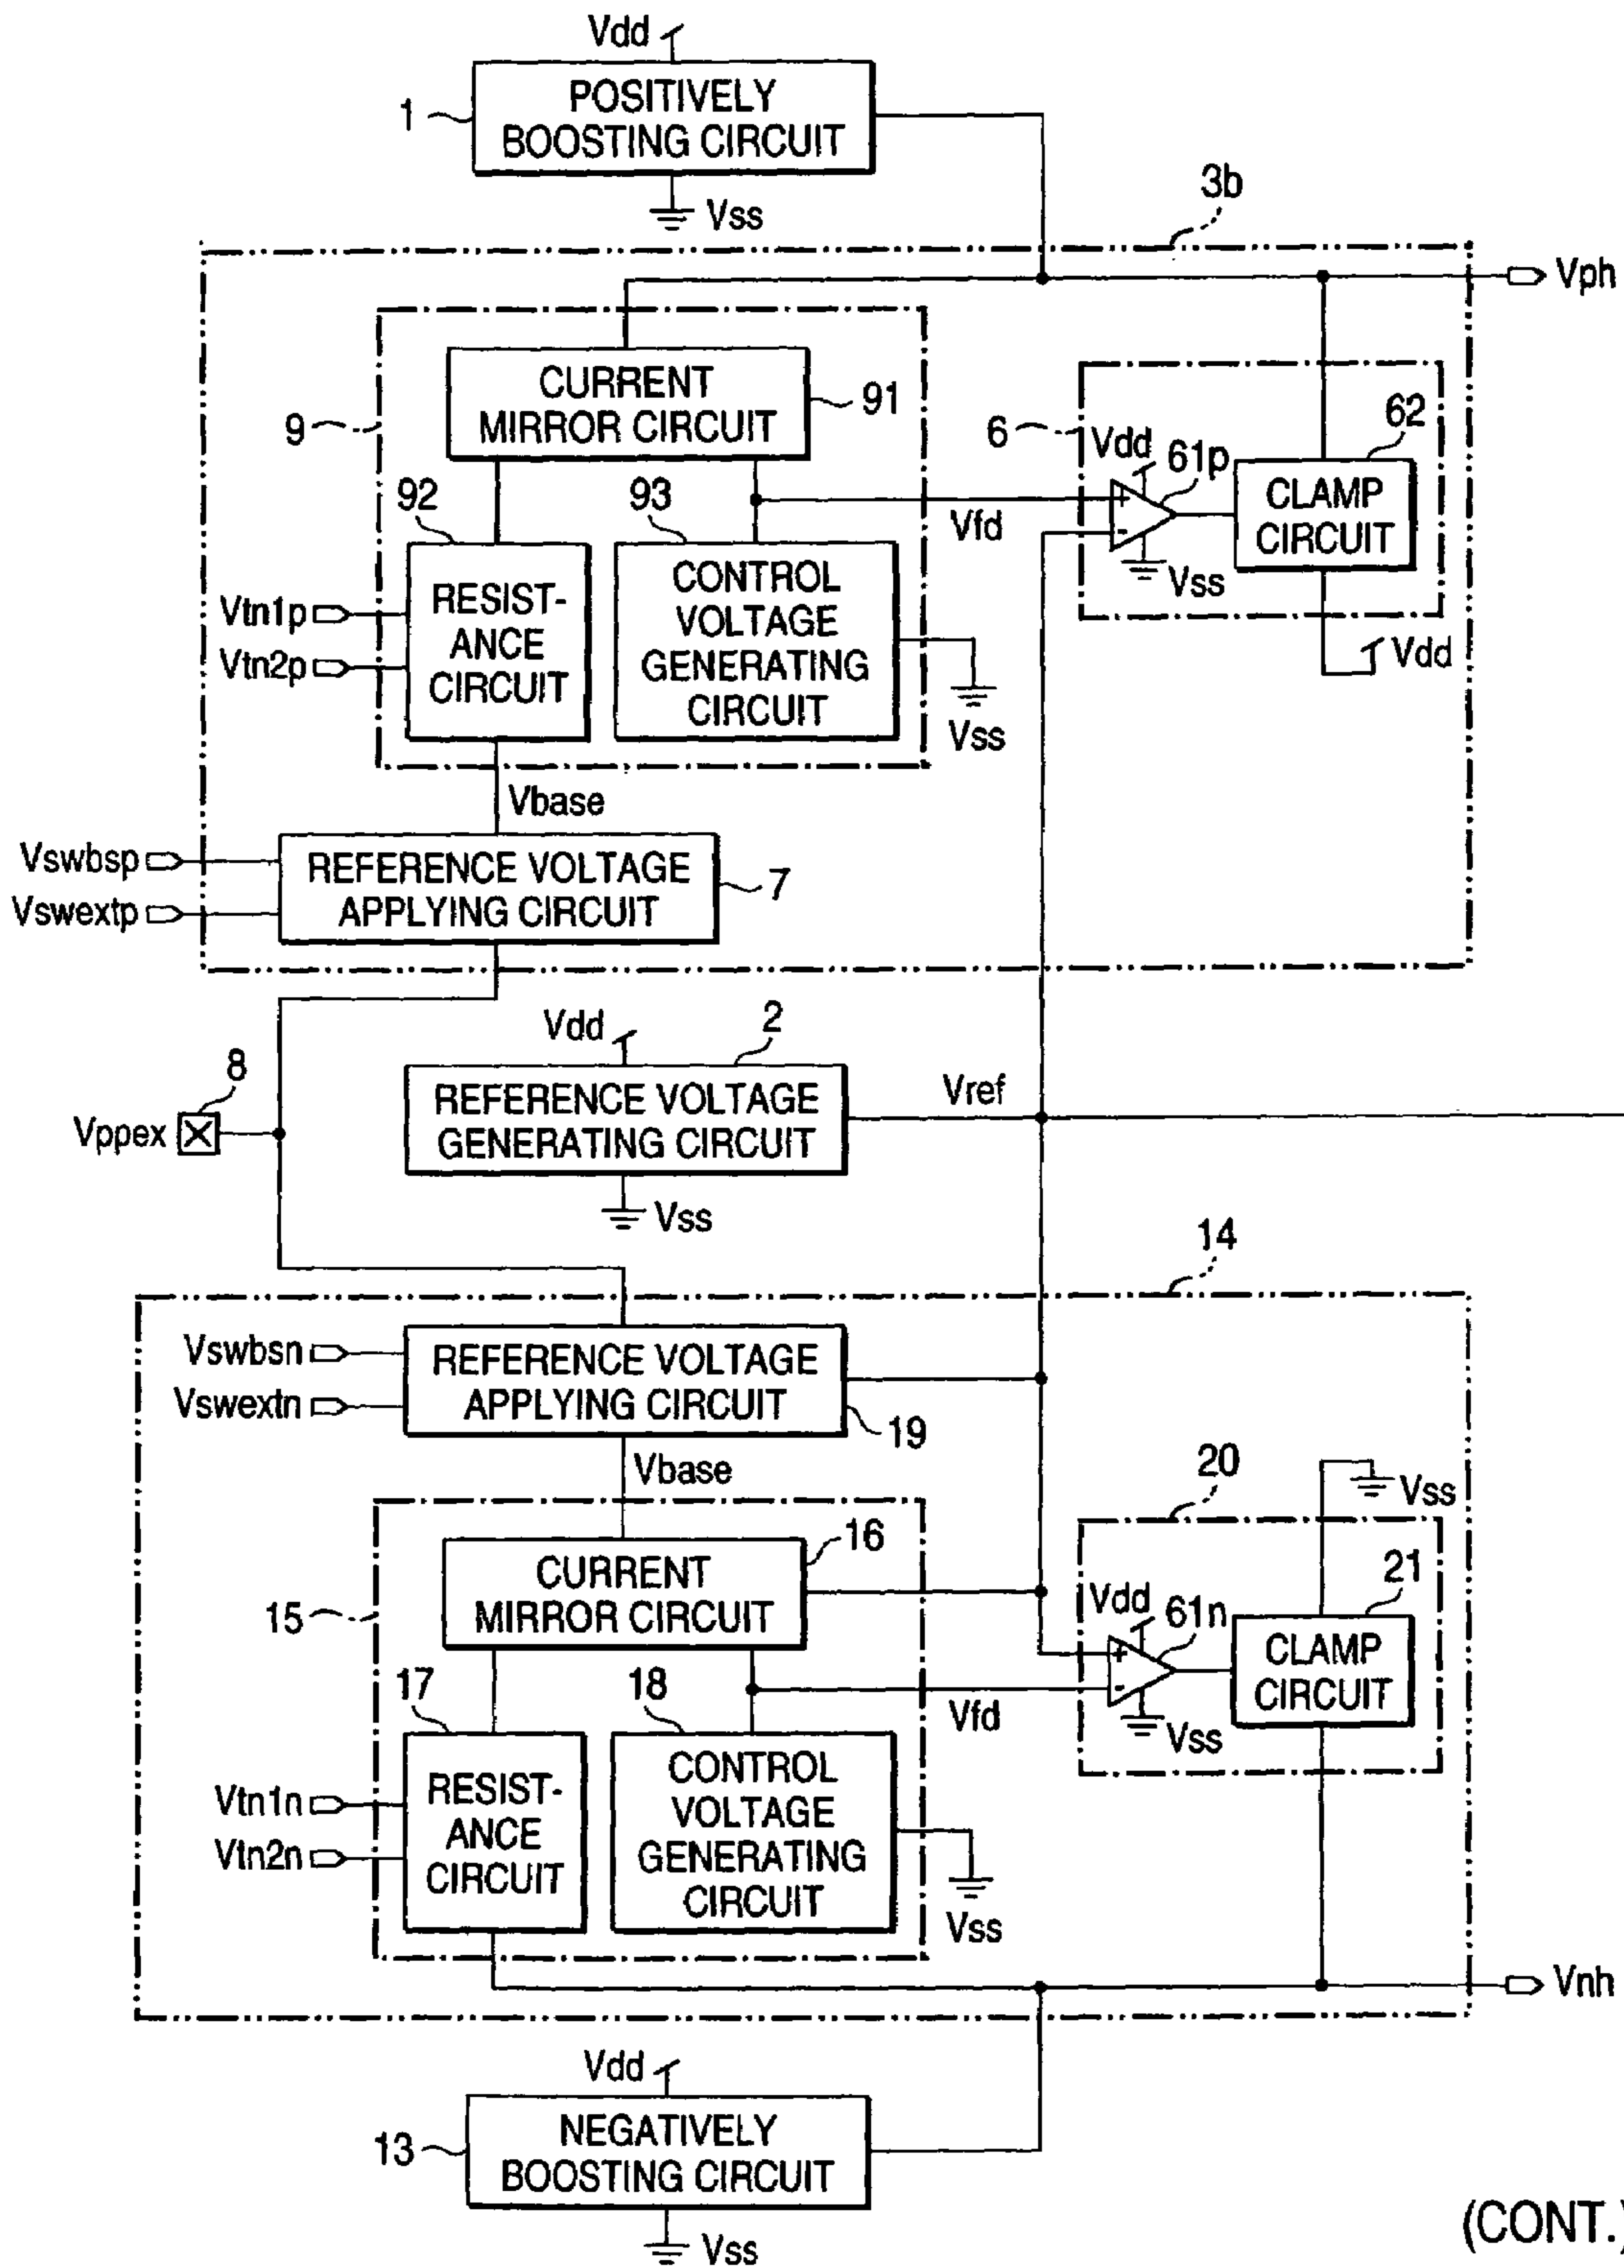 Vdd
1
POSITIVELY
BOOSTING CIRCUIT
Vss
3b
Vph
CURRENT
MIRROR CIRCUIT
91
9
6
Vdd
61p
62
+
-
Vss
CLAMP
CIRCUIT
Vdd
92
93
Vfd
RESIST-
ANCE
CIRCUIT
CONTROL
VOLTAGE
GENERATING
CIRCUIT
Vtn1p
Vtn2p
Vss
Vbase
Vswbsp
Vswextp
REFERENCE VOLTAGE
APPLYING CIRCUIT
7
Vdd
2
8
Vppex
REFERENCE VOLTAGE
GENERATING CIRCUIT
Vref
Vss
14
Vswbsn
Vswextn
REFERENCE VOLTAGE
APPLYING CIRCUIT
19
Vbase
20
Vss
CURRENT
MIRROR CIRCUIT
16
15
Vdd
61n
21
+
-
Vss
CLAMP
CIRCUIT
17
18
Vfd
RESIST-
ANCE
CIRCUIT
CONTROL
VOLTAGE
GENERATING
CIRCUIT
Vtn1n
Vtn2n
Vss
Vnh
Vdd
13
NEGATIVELY
BOOSTING CIRCUIT
Vss
(CONT.)